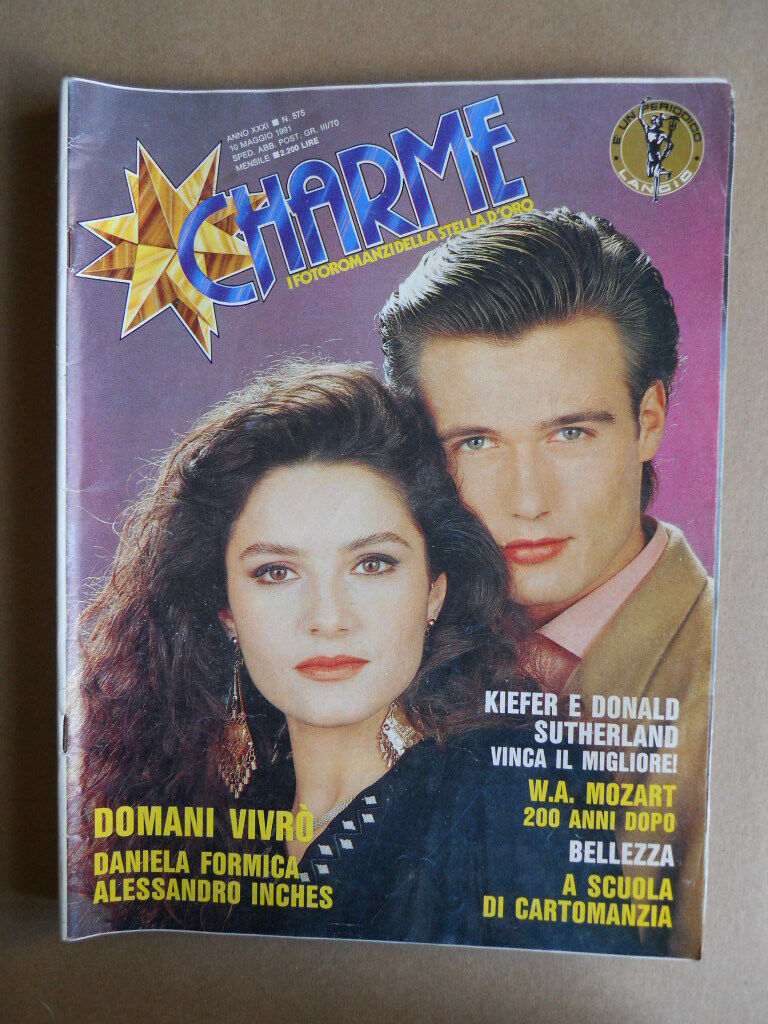 ANNO XXXI ■ N. 575
10 MAGGIO 1991
SPED. ABB. POST. GR. III/70
MENSILE ■ 2.200 LIRE
CHARME
I FOTOROMANZI DELLA STELLA D'ORO
E' UN PERIODICO
LANCIO
KIEFER E DONALD
SUTHERLAND
VINCA IL MIGLIORE!
W.A. MOZART
200 ANNI DOPO
BELLEZZA
A SCUOLA
DI CARTOMANZIA
DOMANI VIVRÒ
DANIELA FORMICA
ALESSANDRO INCHES